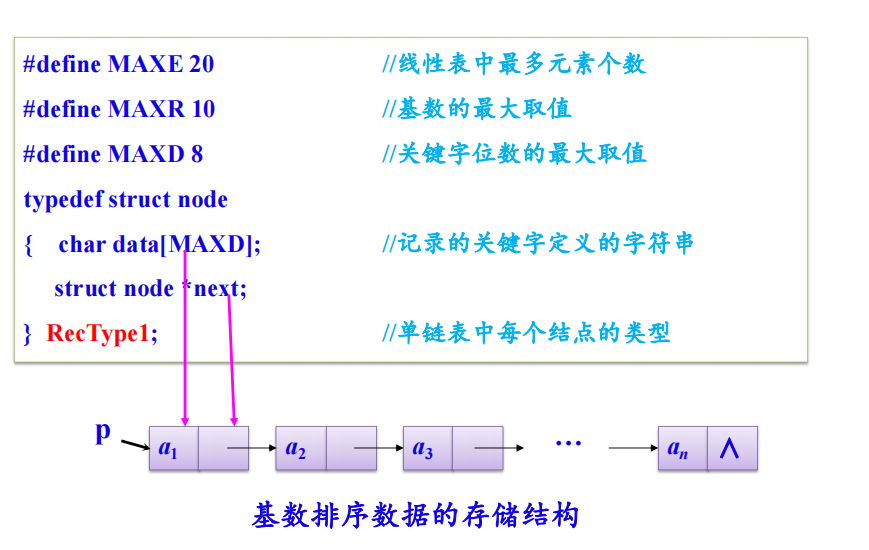 #define MAXE 20 //线性表中最多元素个数
#define MAXR 10 //基数的最大取值
#define MAXD 8 //关键字位数的最大取值
typedef struct node
{ char data[MAXD]; //记录的关键字定义的字符串
struct node *next;
} RecType1; //单链表中每个结点的类型
p a1 a2 a3 … an ∧
基数排序数据的存储结构